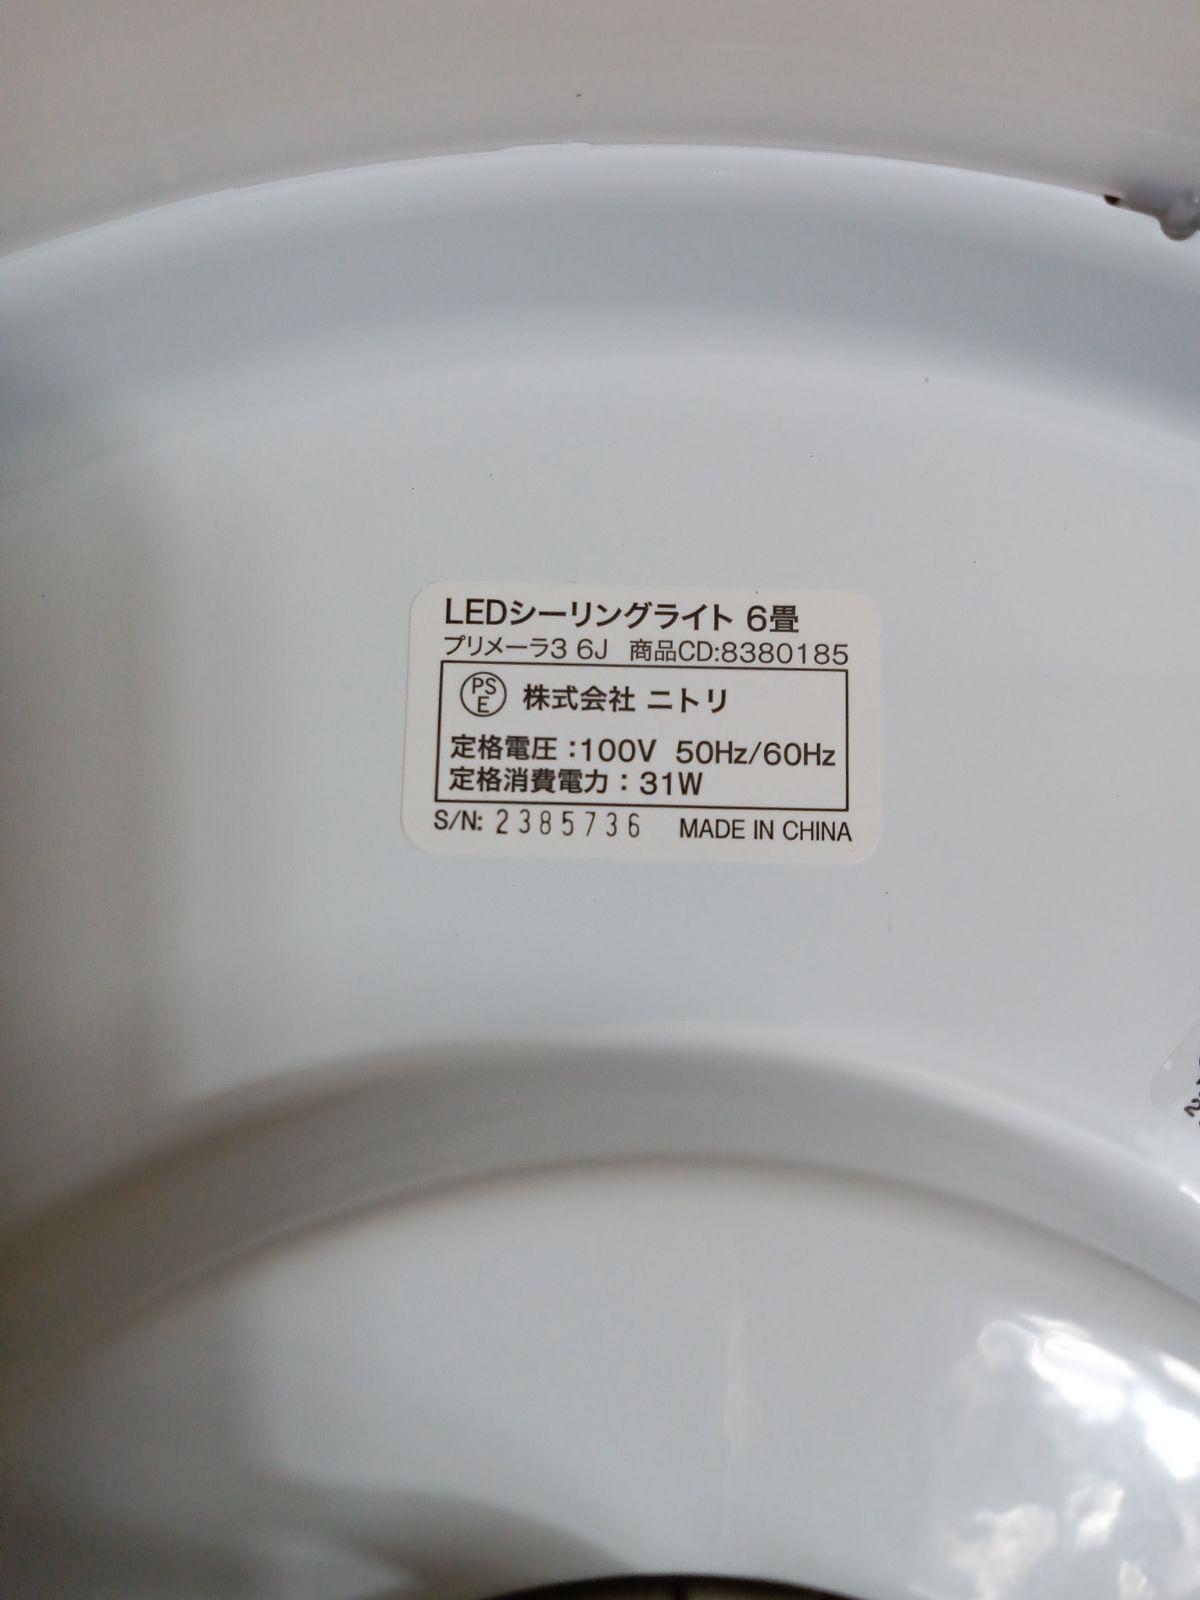 LEDシーリングライト 6畳
プリメーラ3 6J 商品CD:8380185
PS
E
株式会社 ニトリ
定格電圧：100V 50Hz/60Hz
定格消費電力：31W
S/N: 2385736 MADE IN CHINA